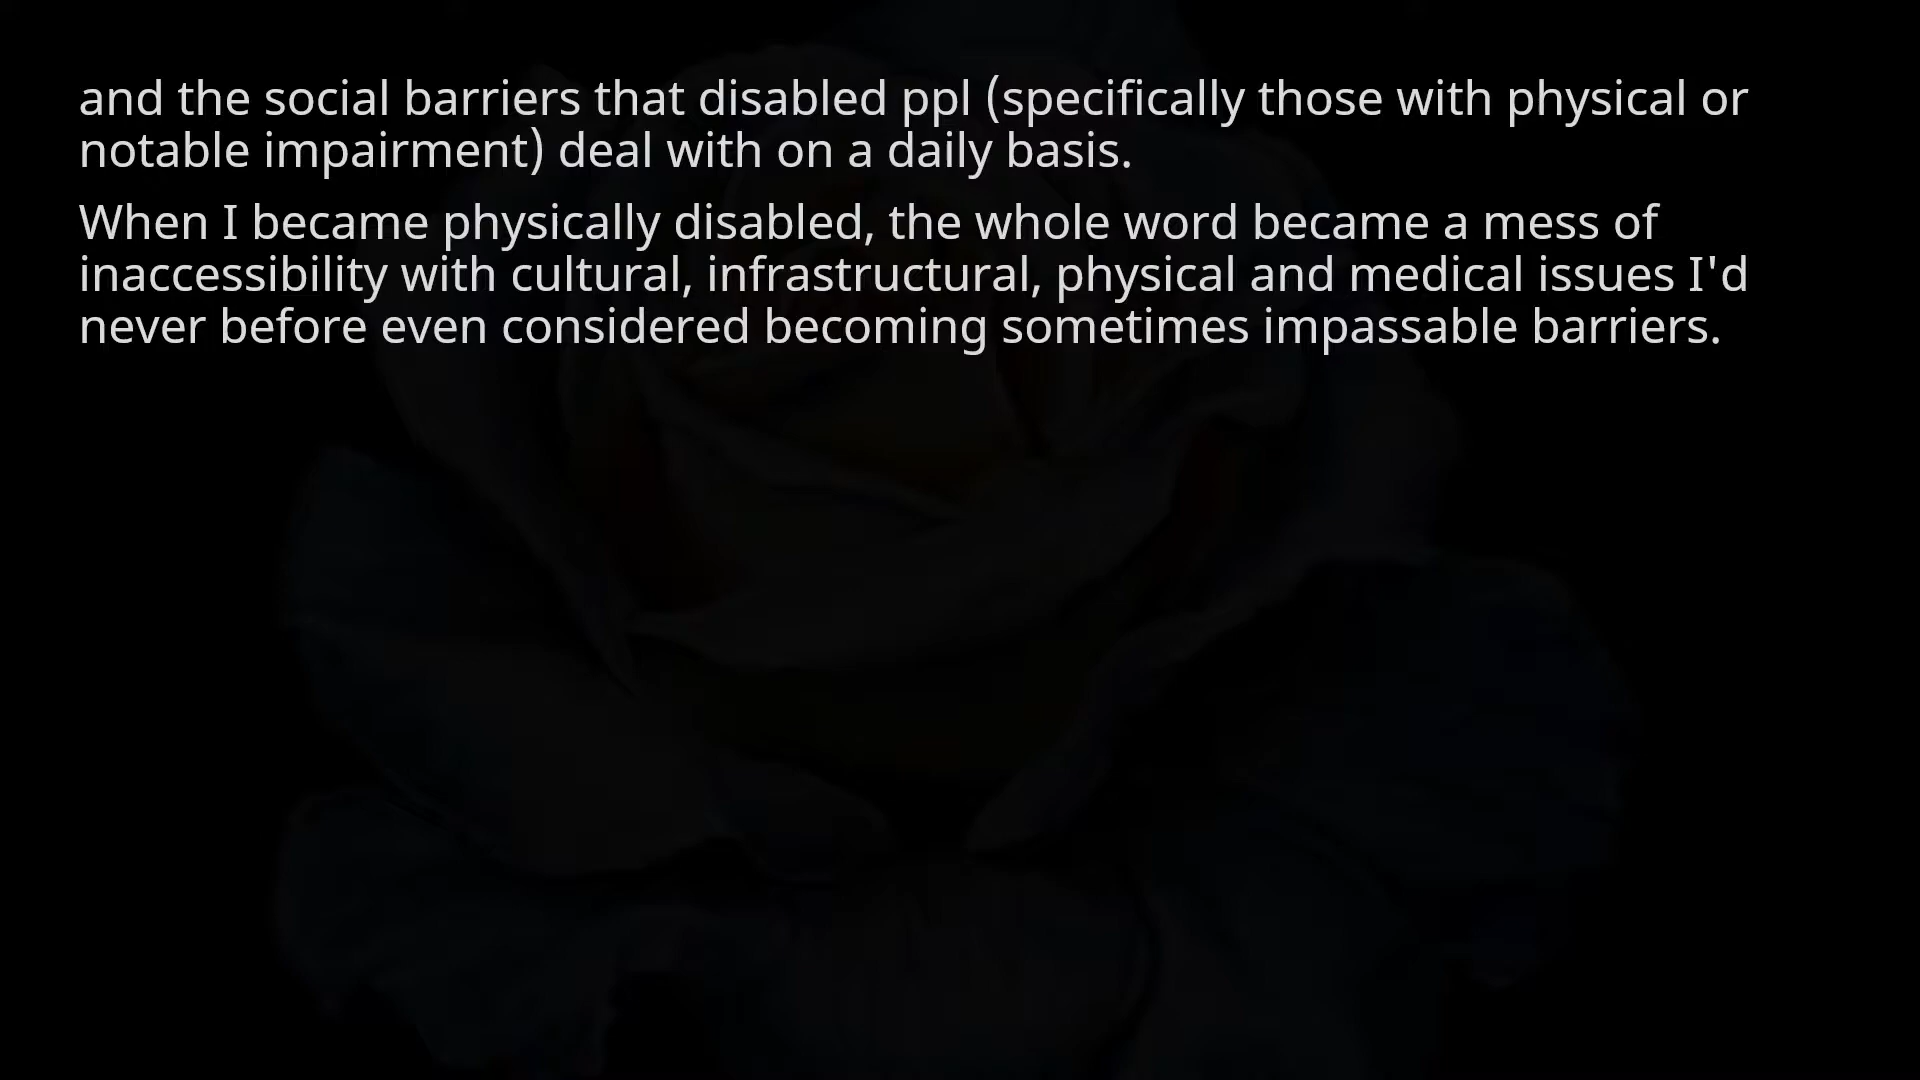 and the social barriers that disabled ppl (specifically those with physical or
notable impairment) deal with on a daily basis.
When I became physically disabled, the whole word became a mess of
inaccessibility with cultural, infrastructural, physical and medical issues I'd
never before even considered becoming sometimes impassable barriers.